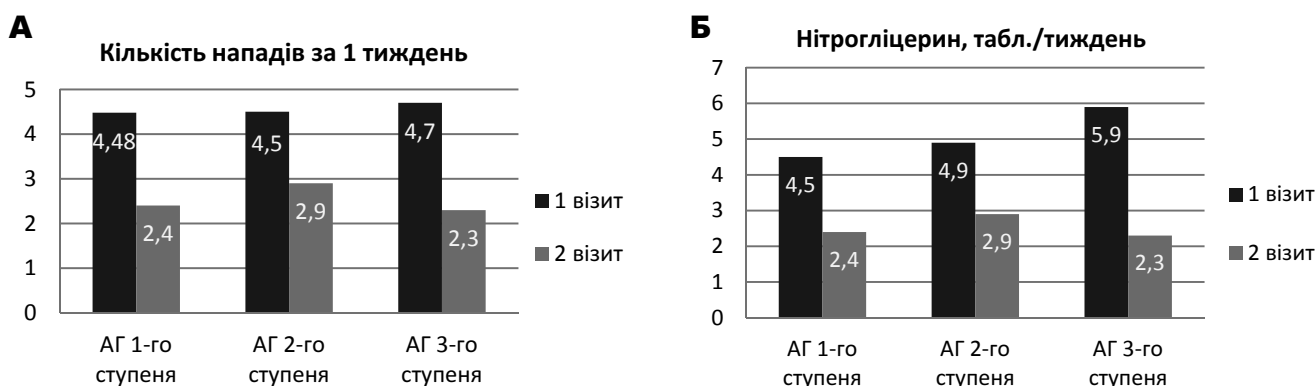 А
Кількість нападів за 1 тиждень
5
4
3
2
1
0
4,48
2,4
4,5
2,9
4,7
2,3
АГ 1-го
ступеня
АГ 2-го
ступеня
АГ 3-го
ступеня
1 візит
2 візит
Б
Нітрогліцерин, табл./тиждень
7
6
5
4
3
2
1
0
4,5
2,4
4,9
2,9
5,9
2,3
АГ 1-го
ступеня
АГ 2-го
ступеня
АГ 3-го
ступеня
1 візит
2 візит